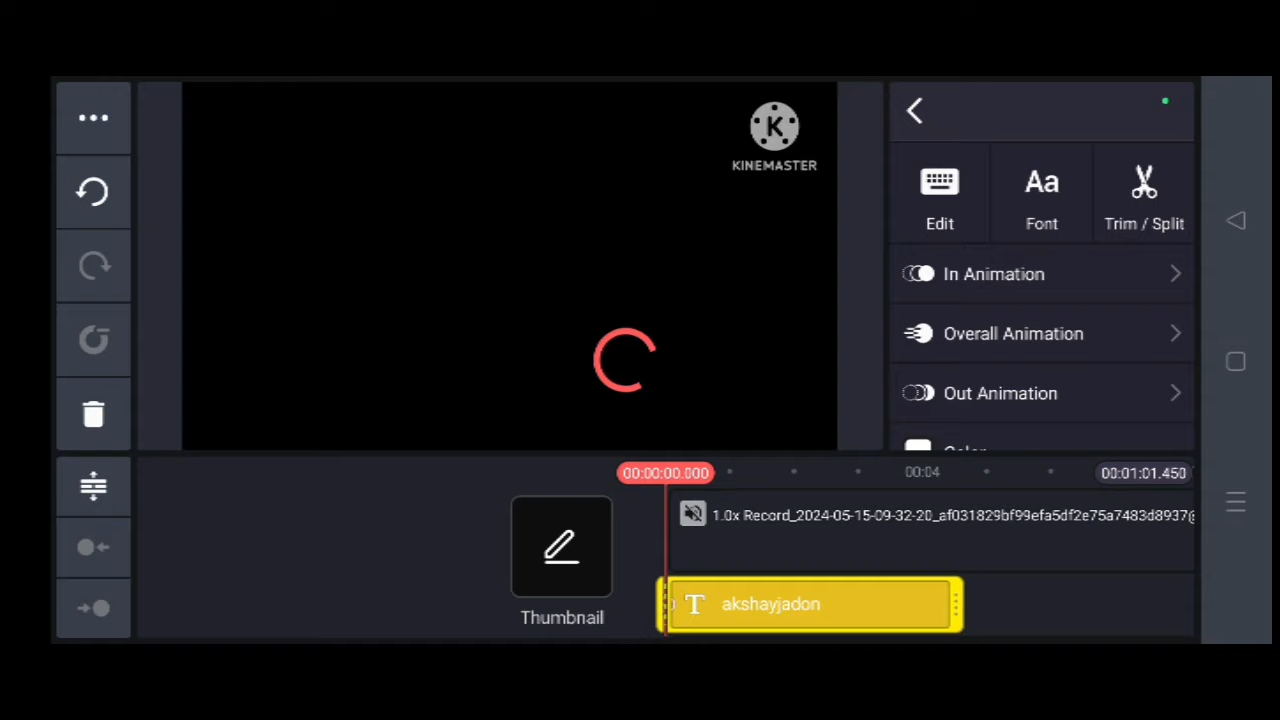 KINEMASTER
Edit
Font
Trim / Split
In Animation
Overall Animation
Out Animation
Color
00:00:00.000
00:04
00:01:01.450
1.0x Record_2024-05-15-09-32-20_af031829bf99efa5df2e75a7483d8937@
T akshayjadon
Thumbnail